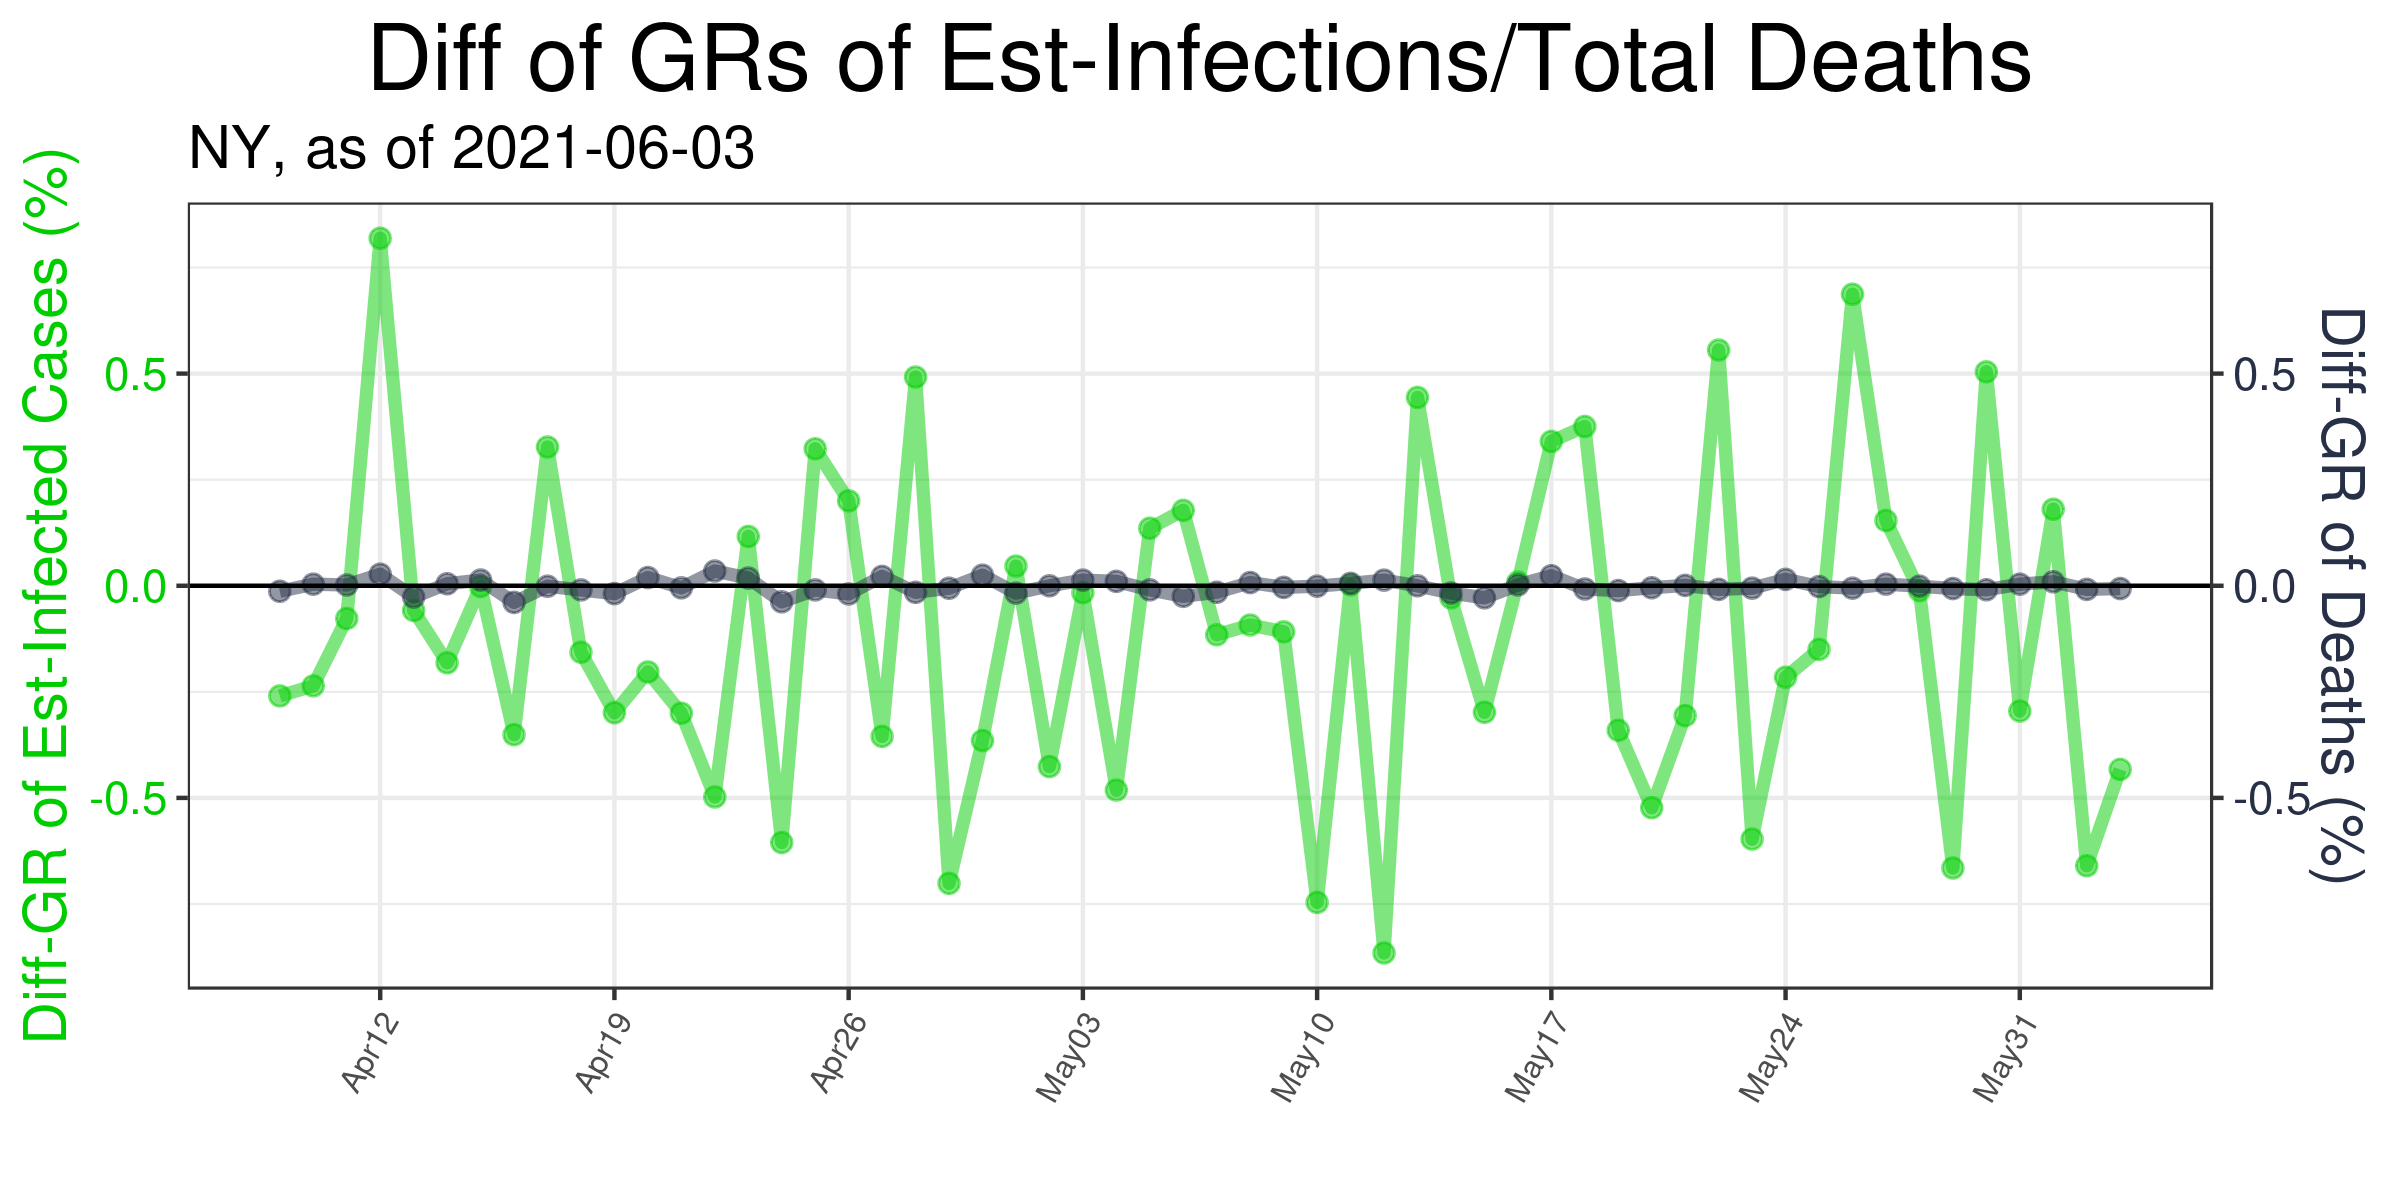 Diff of GRs of Est-Infections/Total Deaths
NY, as of 2021-06-03
Diff-GR of Est-Infected Cases (%)
0.5
0.0
-0.5
0.5
0.0
-0.5
Diff-GR of Deaths (%)
Apr12
Apr19
Apr26
May03
May10
May17
May24
May31